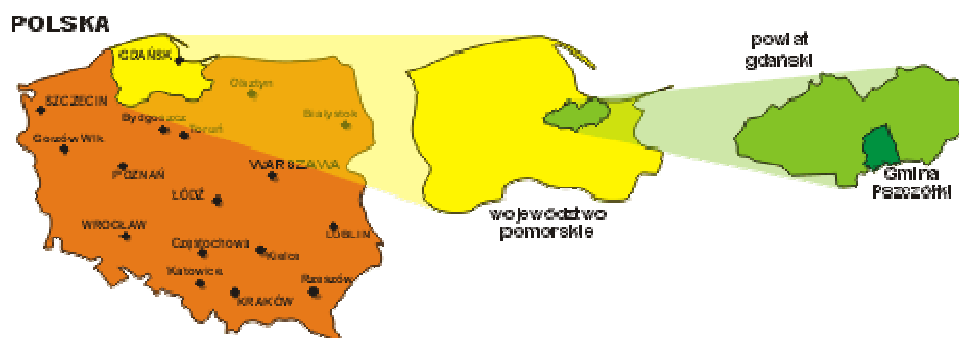 POLSKA
GDAŃSK
Olsztyn
SZCZECIN
Białystok
Bydgoszcz
Toruń
Gorzów Wlk.
POZNAŃ
WARSZAWA
ŁÓDŹ
WROCŁAW
LUBLIN
Częstochowa
Kielce
Katowice
Rzeszów
KRAKÓW
województwo
pomorskie
powiat
gdański
Gmina
Pszczółki